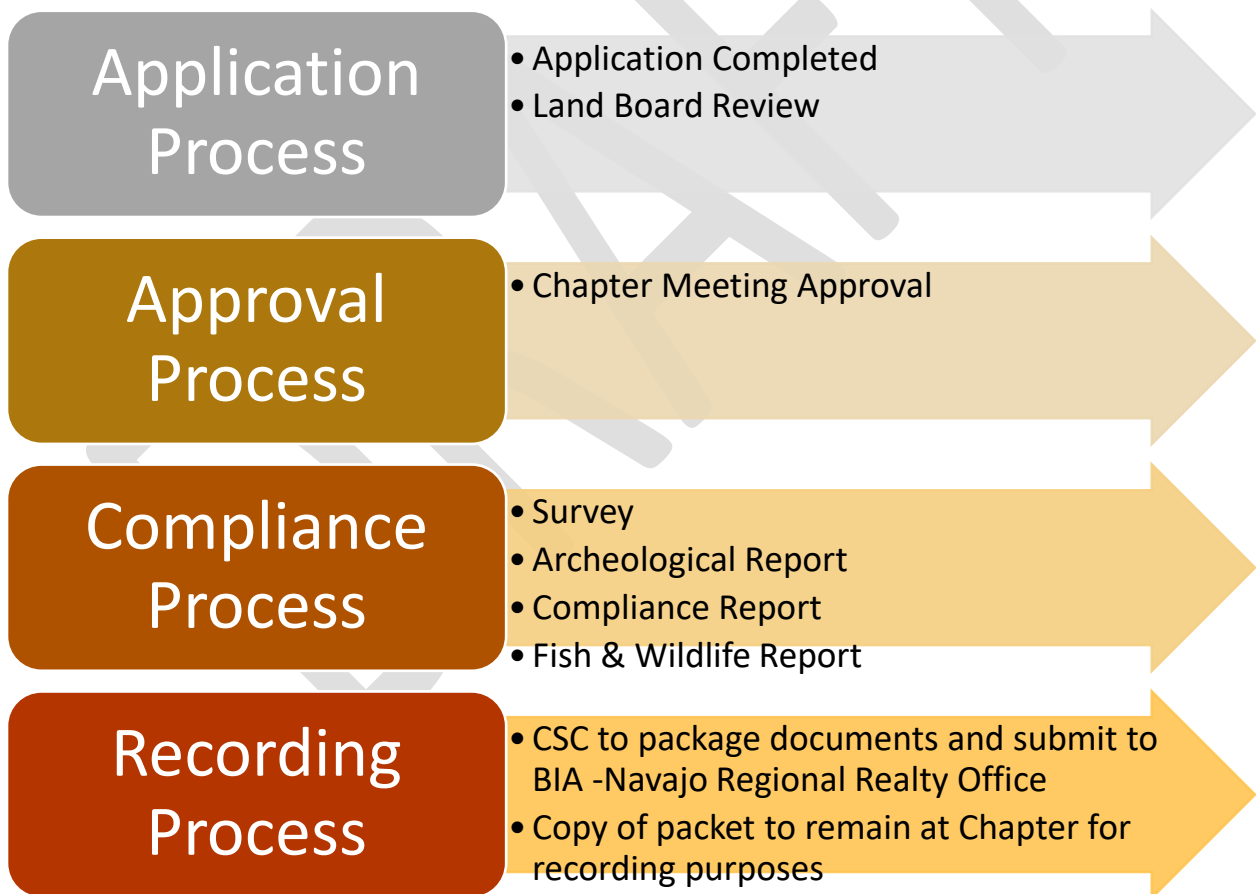 Application
Process
• Application Completed
• Land Board Review
Approval
Process
• Chapter Meeting Approval
Compliance
Process
• Survey
• Archeological Report
• Compliance Report
• Fish & Wildlife Report
Recording
Process
• CSC to package documents and submit to
BIA -Navajo Regional Realty Office
• Copy of packet to remain at Chapter for
recording purposes